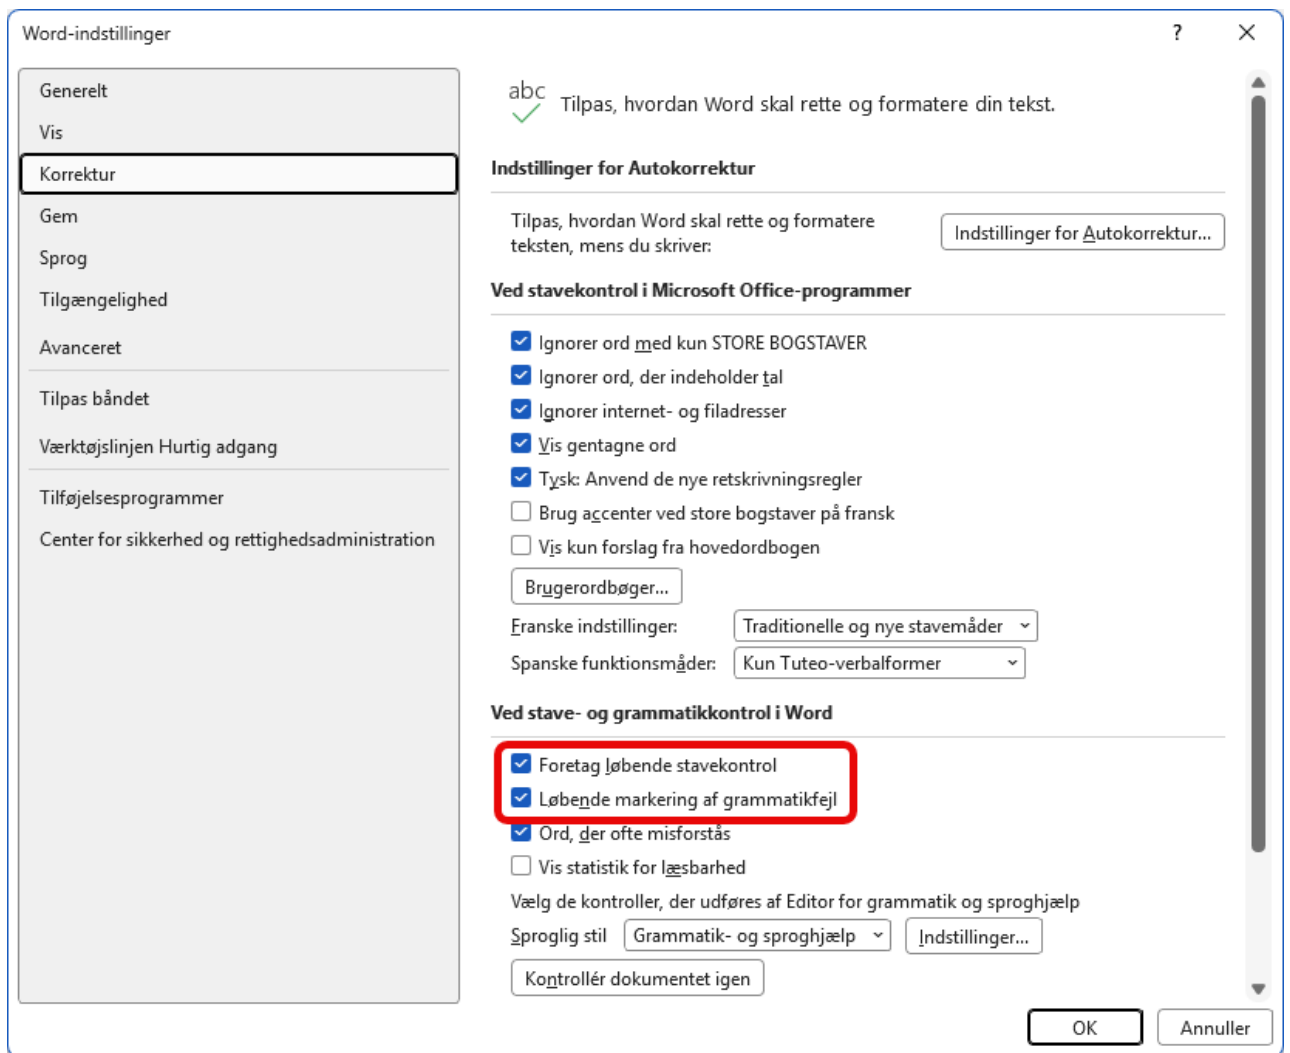 Word-indstillinger
?
Generelt
Vis
Korrektur
Gem
Sprog
Tilgængelighed
Avanceret
Tilpas båndet
Værktøjslinjen Hurtig adgang
Tilføjelsesprogrammer
Center for sikkerhed og rettighedsadministration
abc
Tilpas, hvordan Word skal rette og formatere din tekst.
Indstillinger for Autokorrektur
Tilpas, hvordan Word skal rette og formatere
teksten, mens du skriver:
Indstillinger for Autokorrektur...
Ved stavekontrol i Microsoft Office-programmer
Ignorer ord med kun STORE BOGSTAVER
Ignorer ord, der indeholder tal
Ignorer internet- og filadresser
Vis gentagne ord
Tysk: Anvend de nye retskrivningsregler
Brug accenter ved store bogstaver på fransk
Vis kun forslag fra hovedordbogen
Brugerordbøger...
Franske indstillinger: Traditionelle og nye stavemåder
Spanske funktionsmåder: Kun Tuteo-verbalformer
Ved stave- og grammatikkontrol i Word
Foretag løbende stavekontrol
Løbende markering af grammatikfejl
Ord, der ofte misforstås
Vis statistik for læsbarhed
Vælg de kontroller, der udføres af Editor for grammatik og sproghjælp
Sproglig stil Grammatik- og sproghjælp Indstillinger...
Kontrollér dokumentet igen
OK Annuller